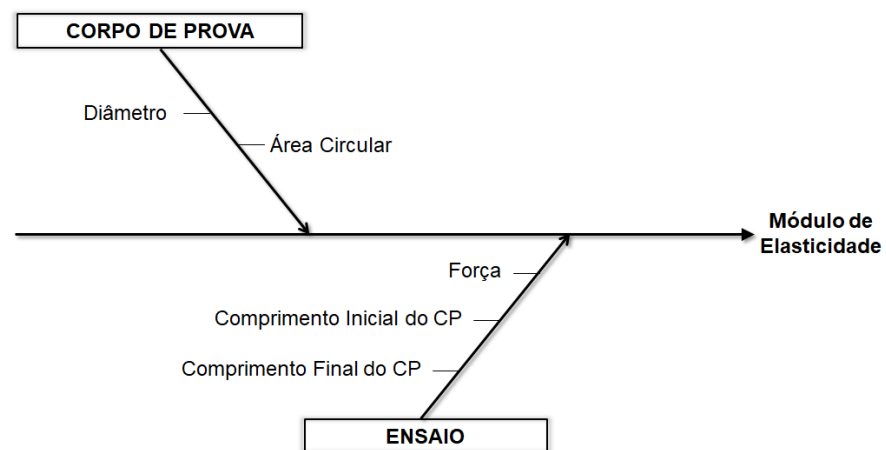 CORPO DE PROVA
Diâmetro
Área Circular
Módulo de
Elasticidade
Força
Comprimento Inicial do CP
Comprimento Final do CP
ENSAIO